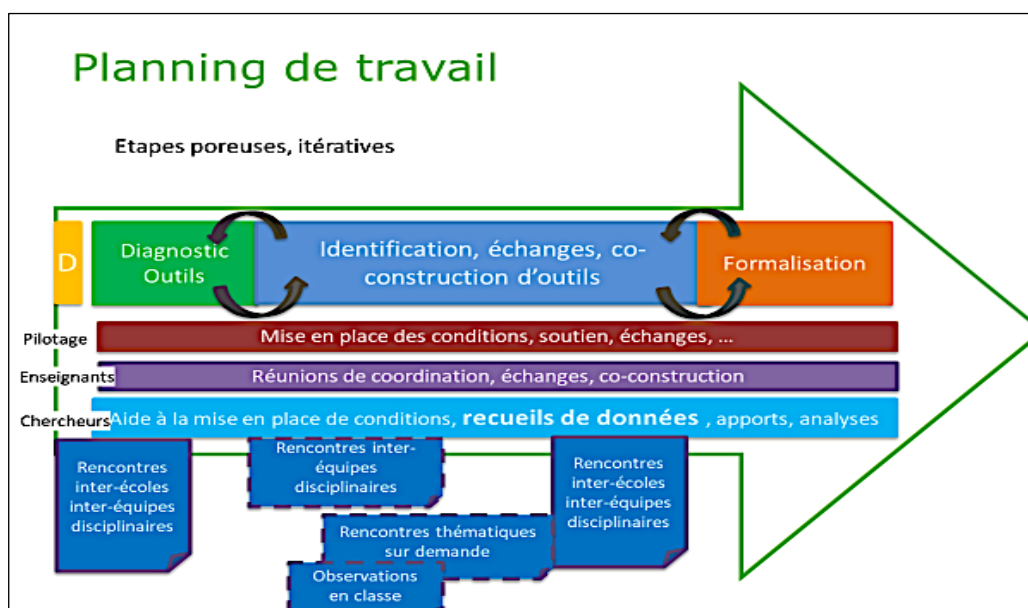 Planning de travail
Etapes poreuses, itératives
D
Diagnostic
Outils
Identification, échanges, co-
construction d'outils
Formalisation
Pilotage
Mise en place des conditions, soutien, échanges, ...
Enseignants
Réunions de coordination, échanges, co-construction
Chercheurs
Aide à la mise en place de conditions, recueils de données , apports, analyses
Rencontres
inter-écoles
inter-équipes
disciplinaires
Rencontres inter-
équipes
disciplinaires
Rencontres thématiques
sur demande
Observations
en classe
Rencontres
inter-écoles
inter-équipes
disciplinaires